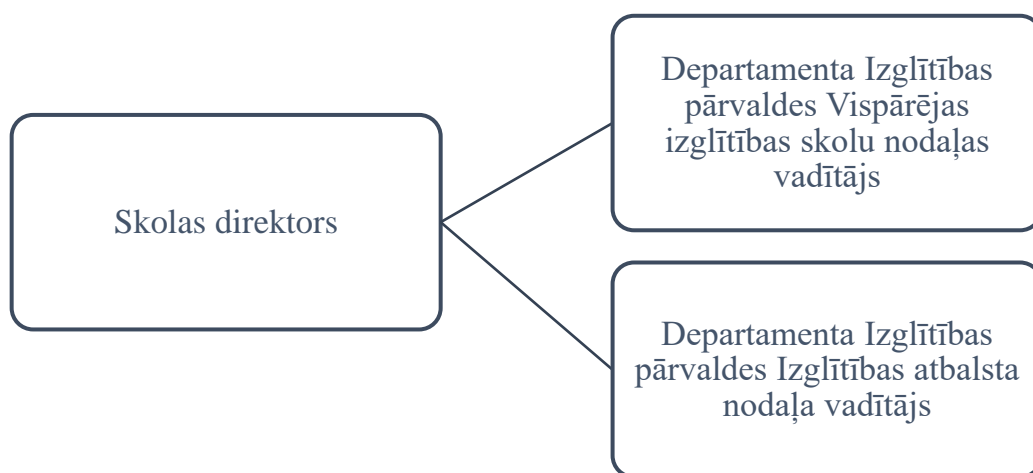 Skolas direktors
Departamenta Izglītības
pārvaldes Vispārējas
izglītības skolu nodaļas
vadītājs
Departamenta Izglītības
pārvaldes Izglītības atbalsta
nodaļa vadītājs